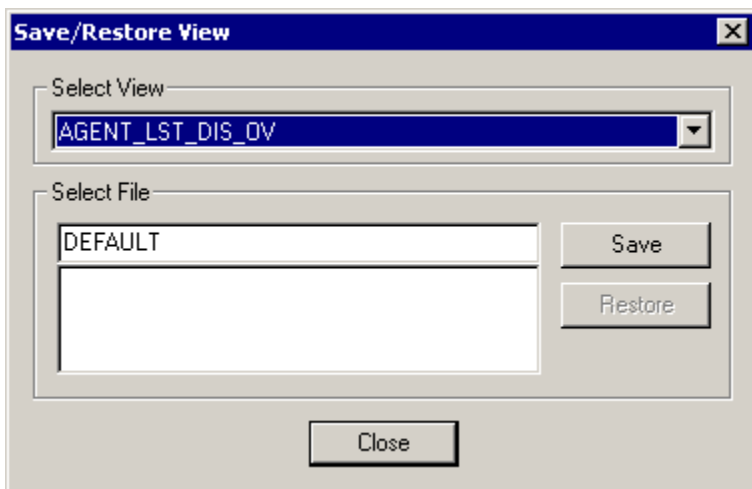 Save/Restore View
Select View
AGENT_LST_DIS_OV
Select File
DEFAULT
Save
Restore
Close